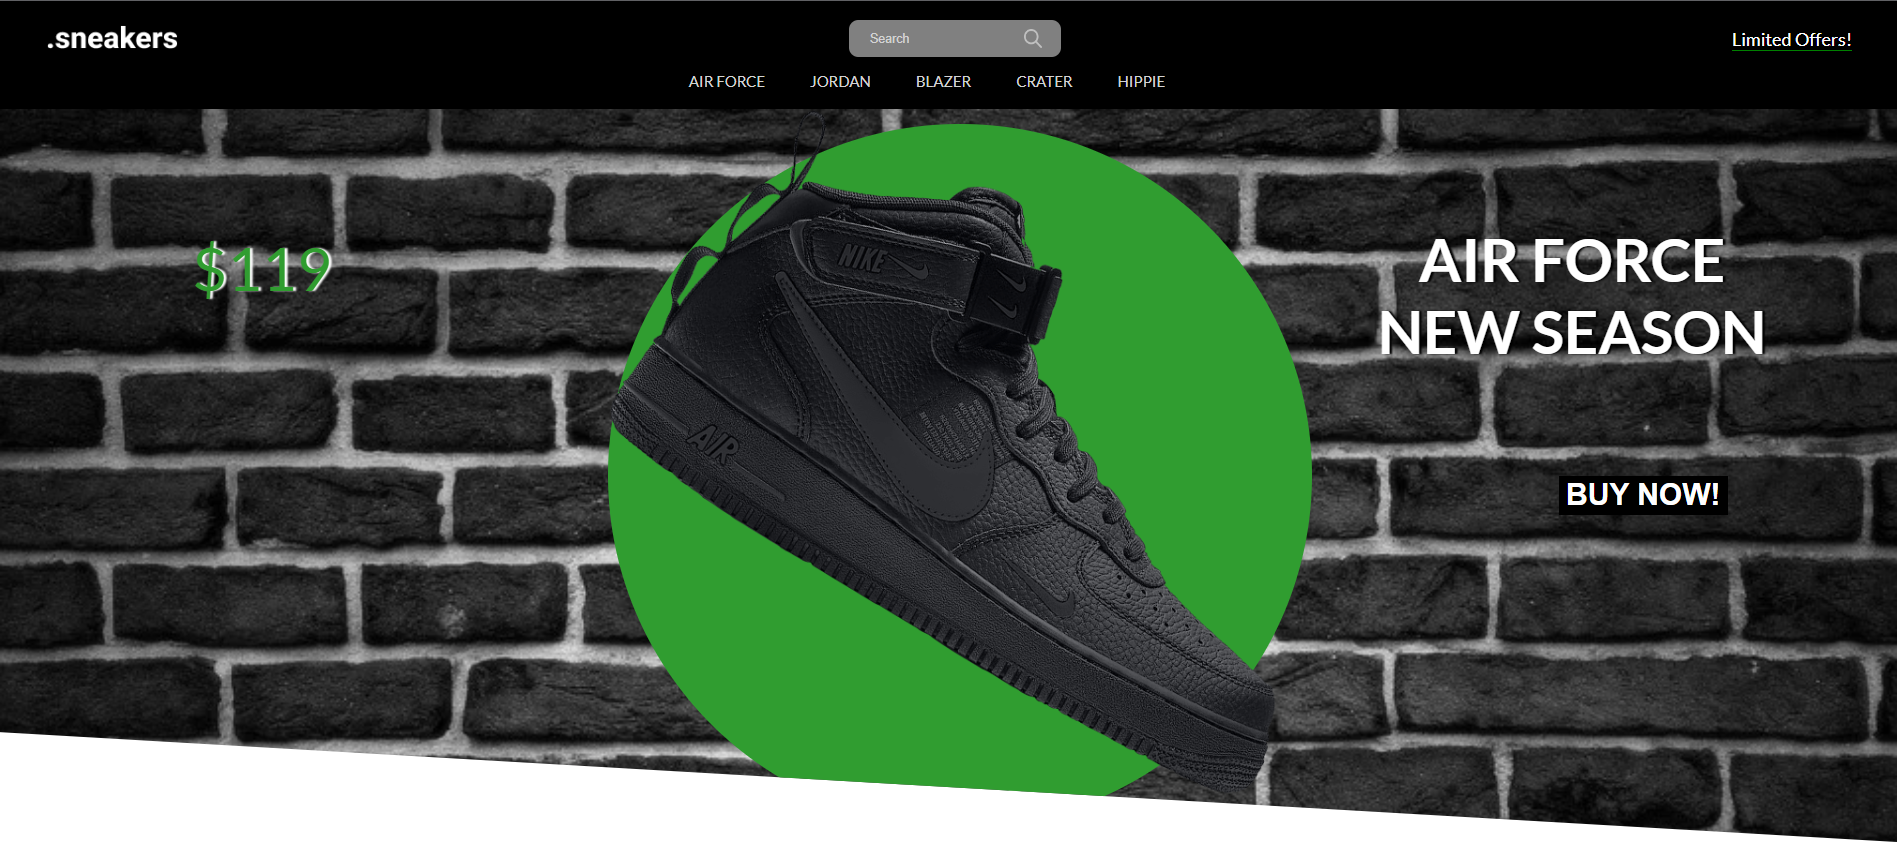 .sneakers
Search
Limited Offers!
AIR FORCE
JORDAN
BLAZER
CRATER
HIPPIE
$119
NIKE
AIR
AIR FORCE
NEW SEASON
BUY NOW!